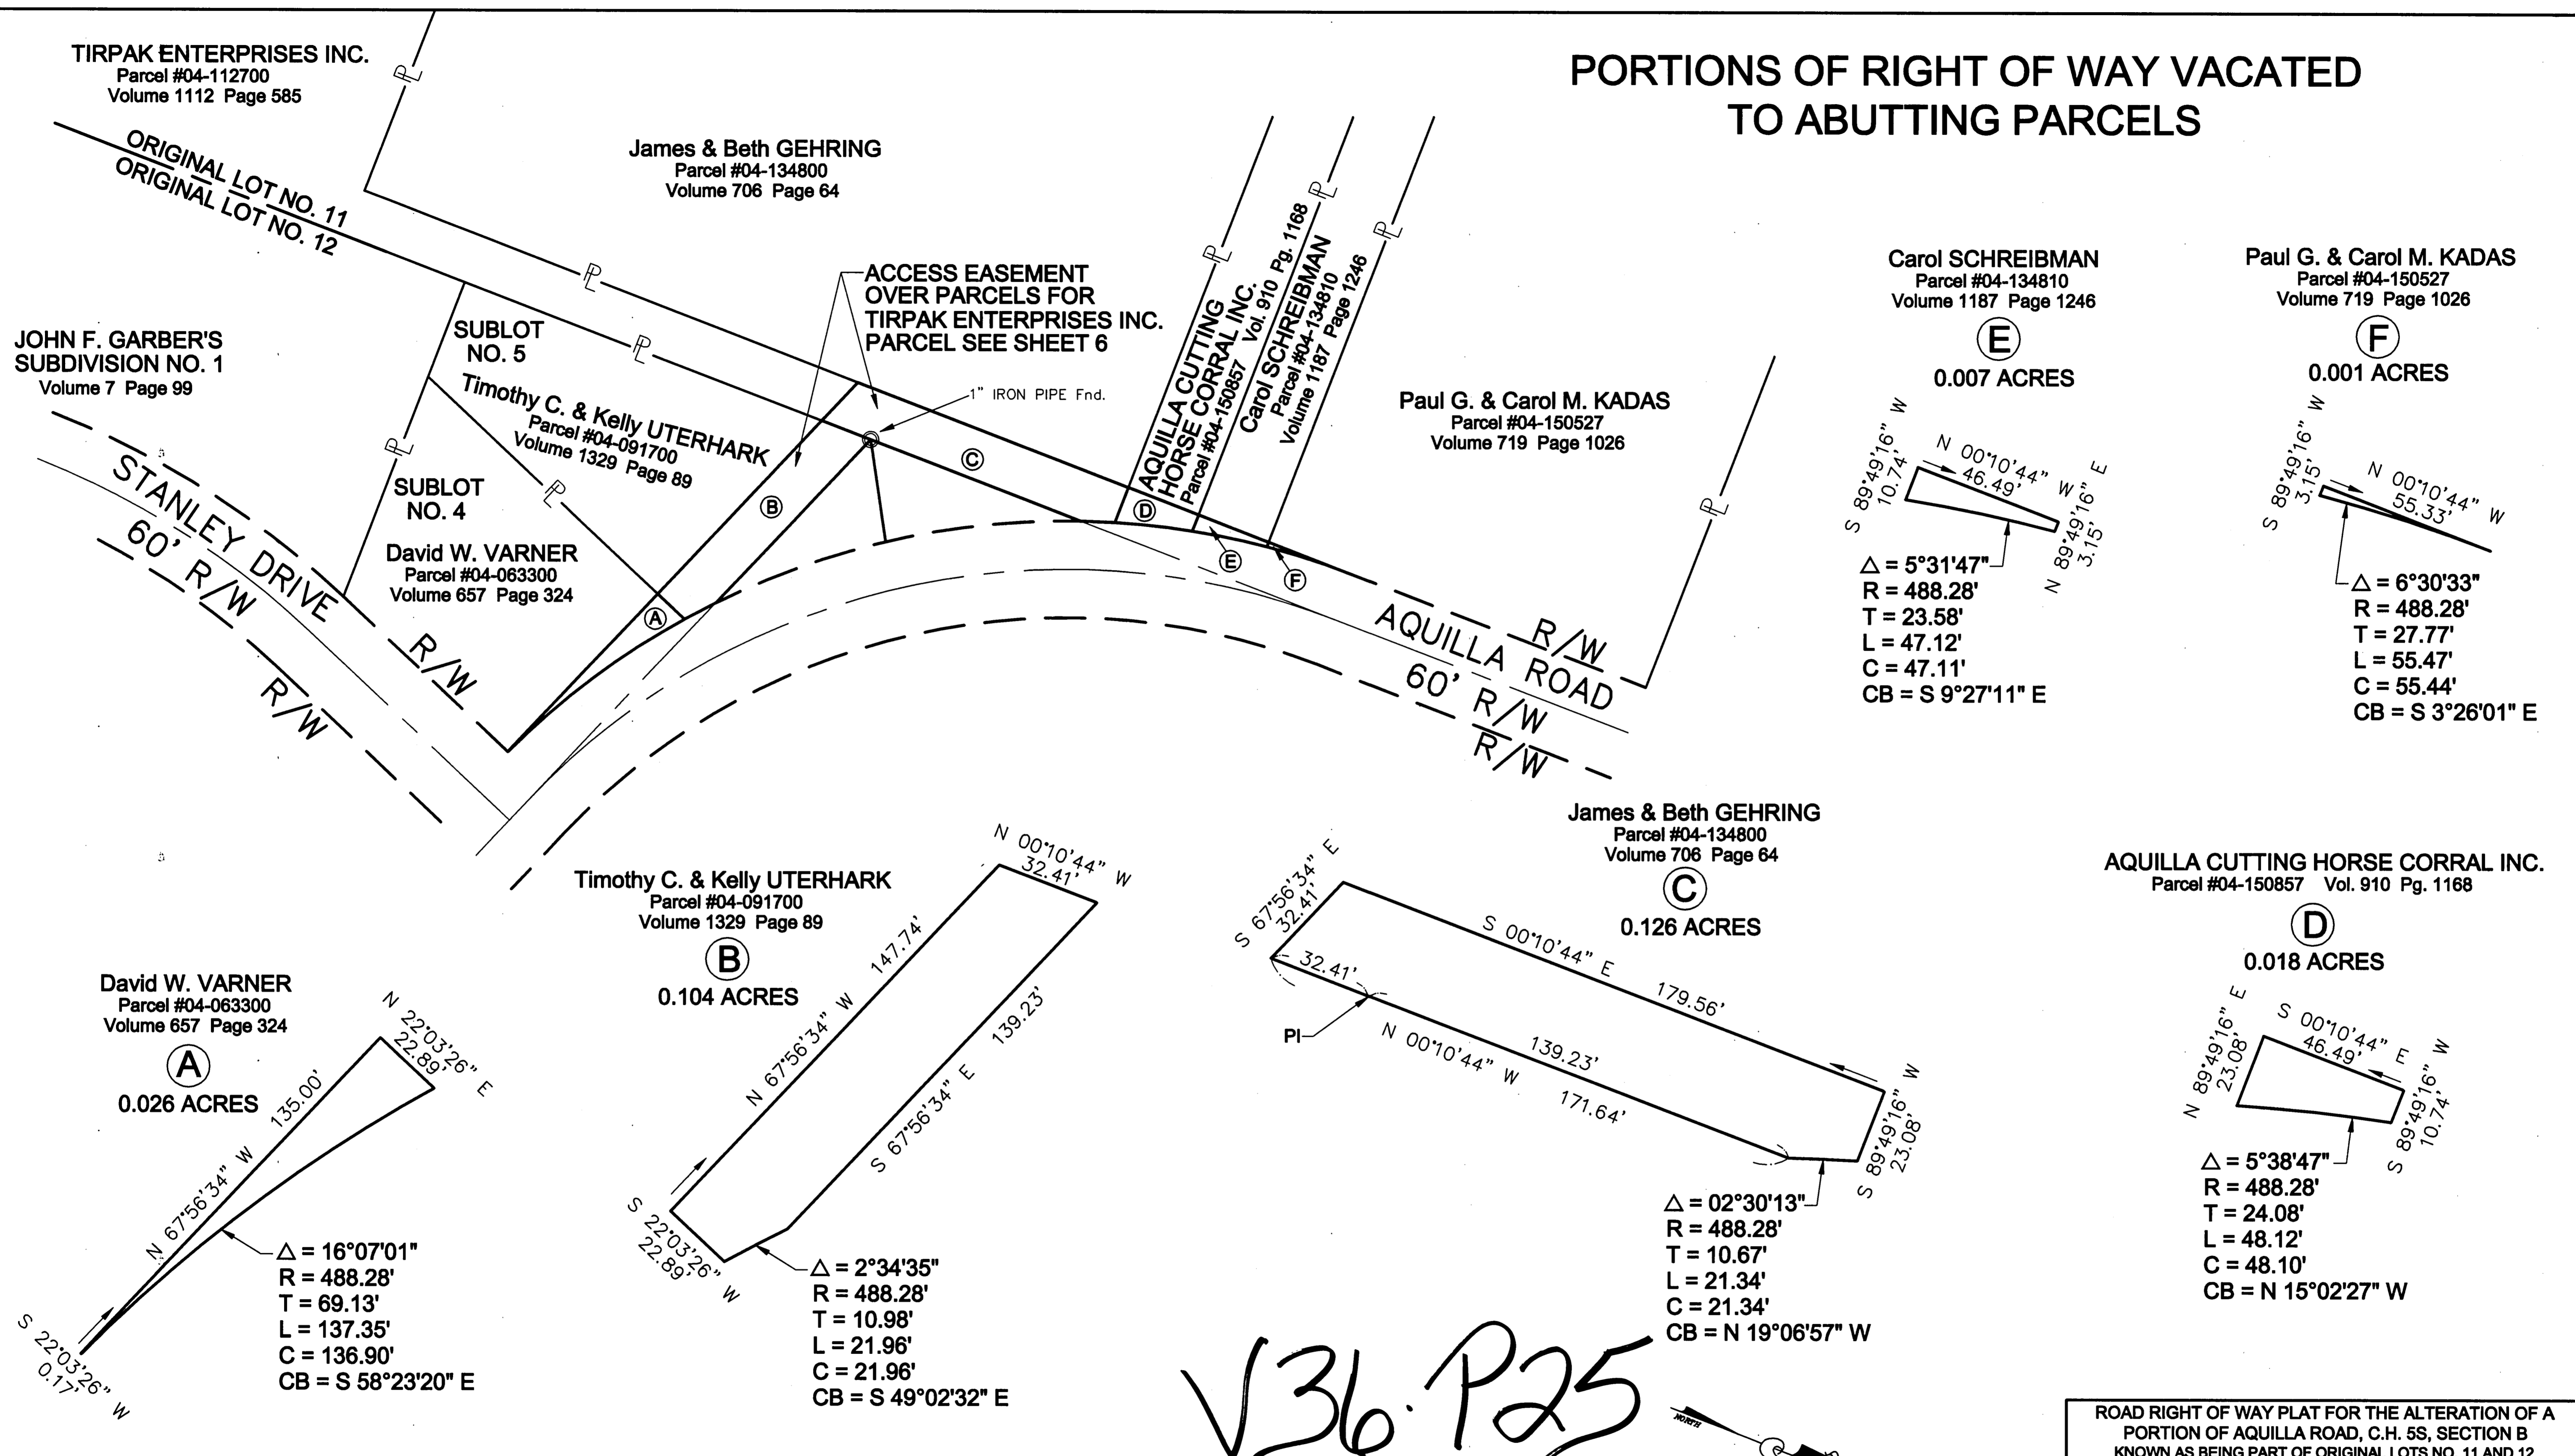 PORTIONS OF RIGHT OF WAY VACATED
TO ABUTTING PARCELS
TIRPAK ENTERPRISES INC.
Parcel #04-112700
Volume 1112 Page 585
ORIGINAL LOT NO. 11
ORIGINAL LOT NO. 12
James & Beth GEHRING
Parcel #04-134800
Volume 706 Page 64
PL
PL
PL
PL
PL
PL
PL
PL
PL
ACCESS EASEMENT
OVER PARCELS FOR
TIRPAK ENTERPRISES INC.
PARCEL SEE SHEET 6
1" IRON PIPE Fnd.
JOHN F. GARBER'S
SUBDIVISION NO. 1
Volume 7 Page 99
SUBLOT
NO. 5
Timothy C. & Kelly UTERHARK
Parcel #04-091700
Volume 1329 Page 89
SUBLOT
NO. 4
David W. VARNER
Parcel #04-063300
Volume 657 Page 324
AQUILLA CUTTING
HORSE CORRAL INC.
Parcel #04-150857 Vol. 910 Pg. 1168
Carol SCHREIBMAN
Parcel #04-134810
Volume 1187 Page 1246
Paul G. & Carol M. KADAS
Parcel #04-150527
Volume 719 Page 1026
A
B
C
D
E
F
STANLEY DRIVE
60' R/W
R/W
R/W
R/W
AQUILLA ROAD
60' R/W
R/W
Carol SCHREIBMAN
Parcel #04-134810
Volume 1187 Page 1246
E
0.007 ACRES
S 89°49'16" W
10.74'
N 00°10'44" W
46.49'
N 89°49'16" E
3.15'
△ = 5°31'47"
R = 488.28'
T = 23.58'
L = 47.12'
C = 47.11'
CB = S 9°27'11" E
Paul G. & Carol M. KADAS
Parcel #04-150527
Volume 719 Page 1026
F
0.001 ACRES
S 89°49'16" W
3.15'
N 00°10'44" W
55.33'
△ = 6°30'33"
R = 488.28'
T = 27.77'
L = 55.47'
C = 55.44'
CB = S 3°26'01" E
David W. VARNER
Parcel #04-063300
Volume 657 Page 324
A
0.026 ACRES
N 67°56'34" W 135.00'
N 22°03'26" E
22.89'
S 22°03'26" W
0.17'
△ = 16°07'01"
R = 488.28'
T = 69.13'
L = 137.35'
C = 136.90'
CB = S 58°23'20" E
Timothy C. & Kelly UTERHARK
Parcel #04-091700
Volume 1329 Page 89
B
0.104 ACRES
N 67°56'34" W 147.74'
N 00°10'44" W
32.41'
S 67°56'34" E 139.23'
S 22°03'26" W
22.89'
△ = 2°34'35"
R = 488.28'
T = 10.98'
L = 21.96'
C = 21.96'
CB = S 49°02'32" E
James & Beth GEHRING
Parcel #04-134800
Volume 706 Page 64
C
0.126 ACRES
S 67°56'34" E
32.41'
S 00°10'44" E 179.56'
32.41'
PI
139.23'
N 00°10'44" W 171.64'
S 89°49'16" W
23.08'
△ = 02°30'13"
R = 488.28'
T = 10.67'
L = 21.34'
C = 21.34'
CB = N 19°06'57" W
AQUILLA CUTTING HORSE CORRAL INC.
Parcel #04-150857 Vol. 910 Pg. 1168
D
0.018 ACRES
N 89°49'16" E
23.08'
S 00°10'44" E
46.49'
S 89°49'16" W
10.74'
△ = 5°38'47"
R = 488.28'
T = 24.08'
L = 48.12'
C = 48.10'
CB = N 15°02'27" W
V36. P25
NORTH
ROAD RIGHT OF WAY PLAT FOR THE ALTERATION OF A
PORTION OF AQUILLA ROAD, C.H. 5S, SECTION B
KNOWN AS BEING PART OF ORIGINAL LOTS NO. 11 AND 12